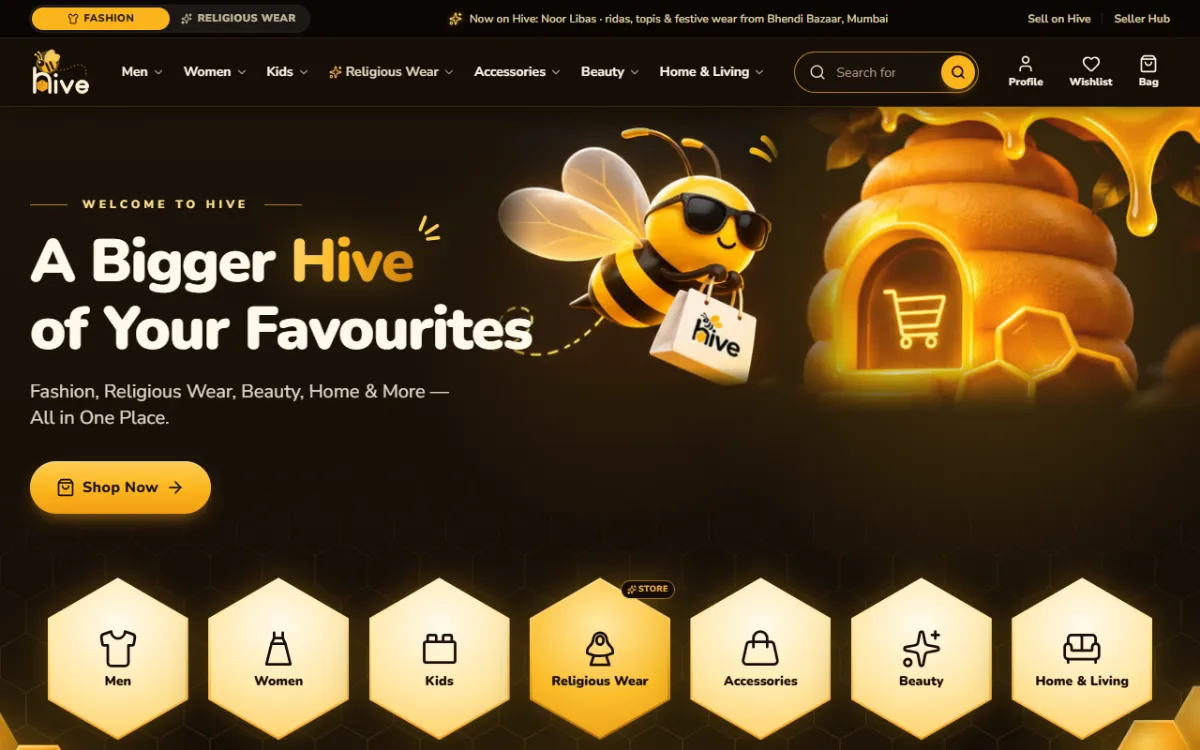 FASHION
RELIGIOUS WEAR
Now on Hive: Noor Libas · ridas, topis & festive wear from Bhendi Bazaar, Mumbai
Sell on Hive
Seller Hub
hive
Men
Women
Kids
Religious Wear
Accessories
Beauty
Home & Living
Search for
Profile
Wishlist
Bag
WELCOME TO HIVE
A Bigger Hive
of Your Favourites
hive
Fashion, Religious Wear, Beauty, Home & More —
All in One Place.
Shop Now
STORE
Men
Women
Kids
Religious Wear
Accessories
Beauty
Home & Living